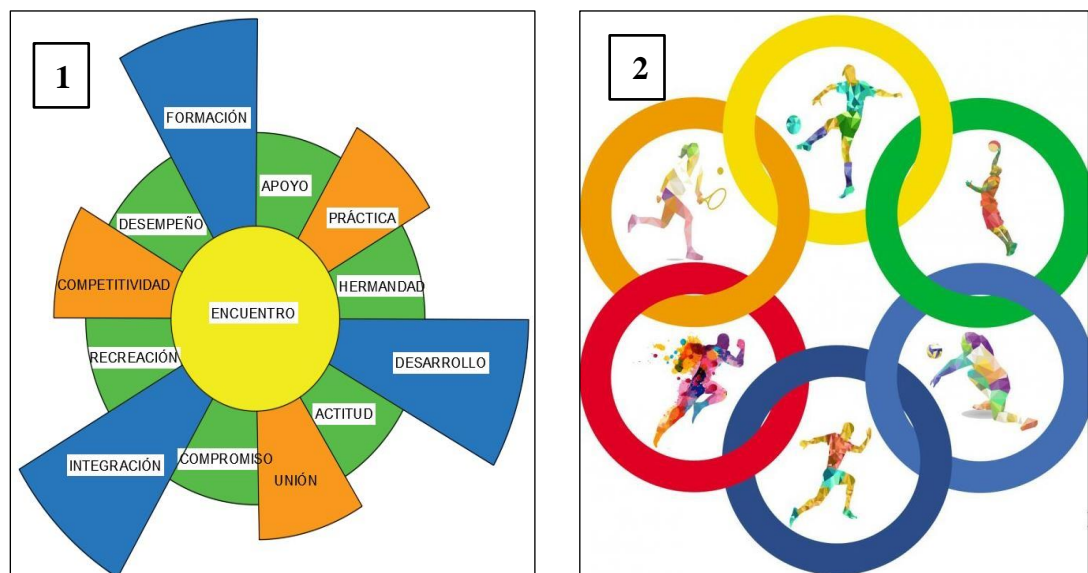 1
FORMACIÓN
APOYO
PRÁCTICA
DESEMPEÑO
HERMANDAD
COMPETITIVIDAD
ENCUENTRO
RECREACIÓN
DESARROLLO
ACTITUD
INTEGRACIÓN
COMPROMISO
UNIÓN
2